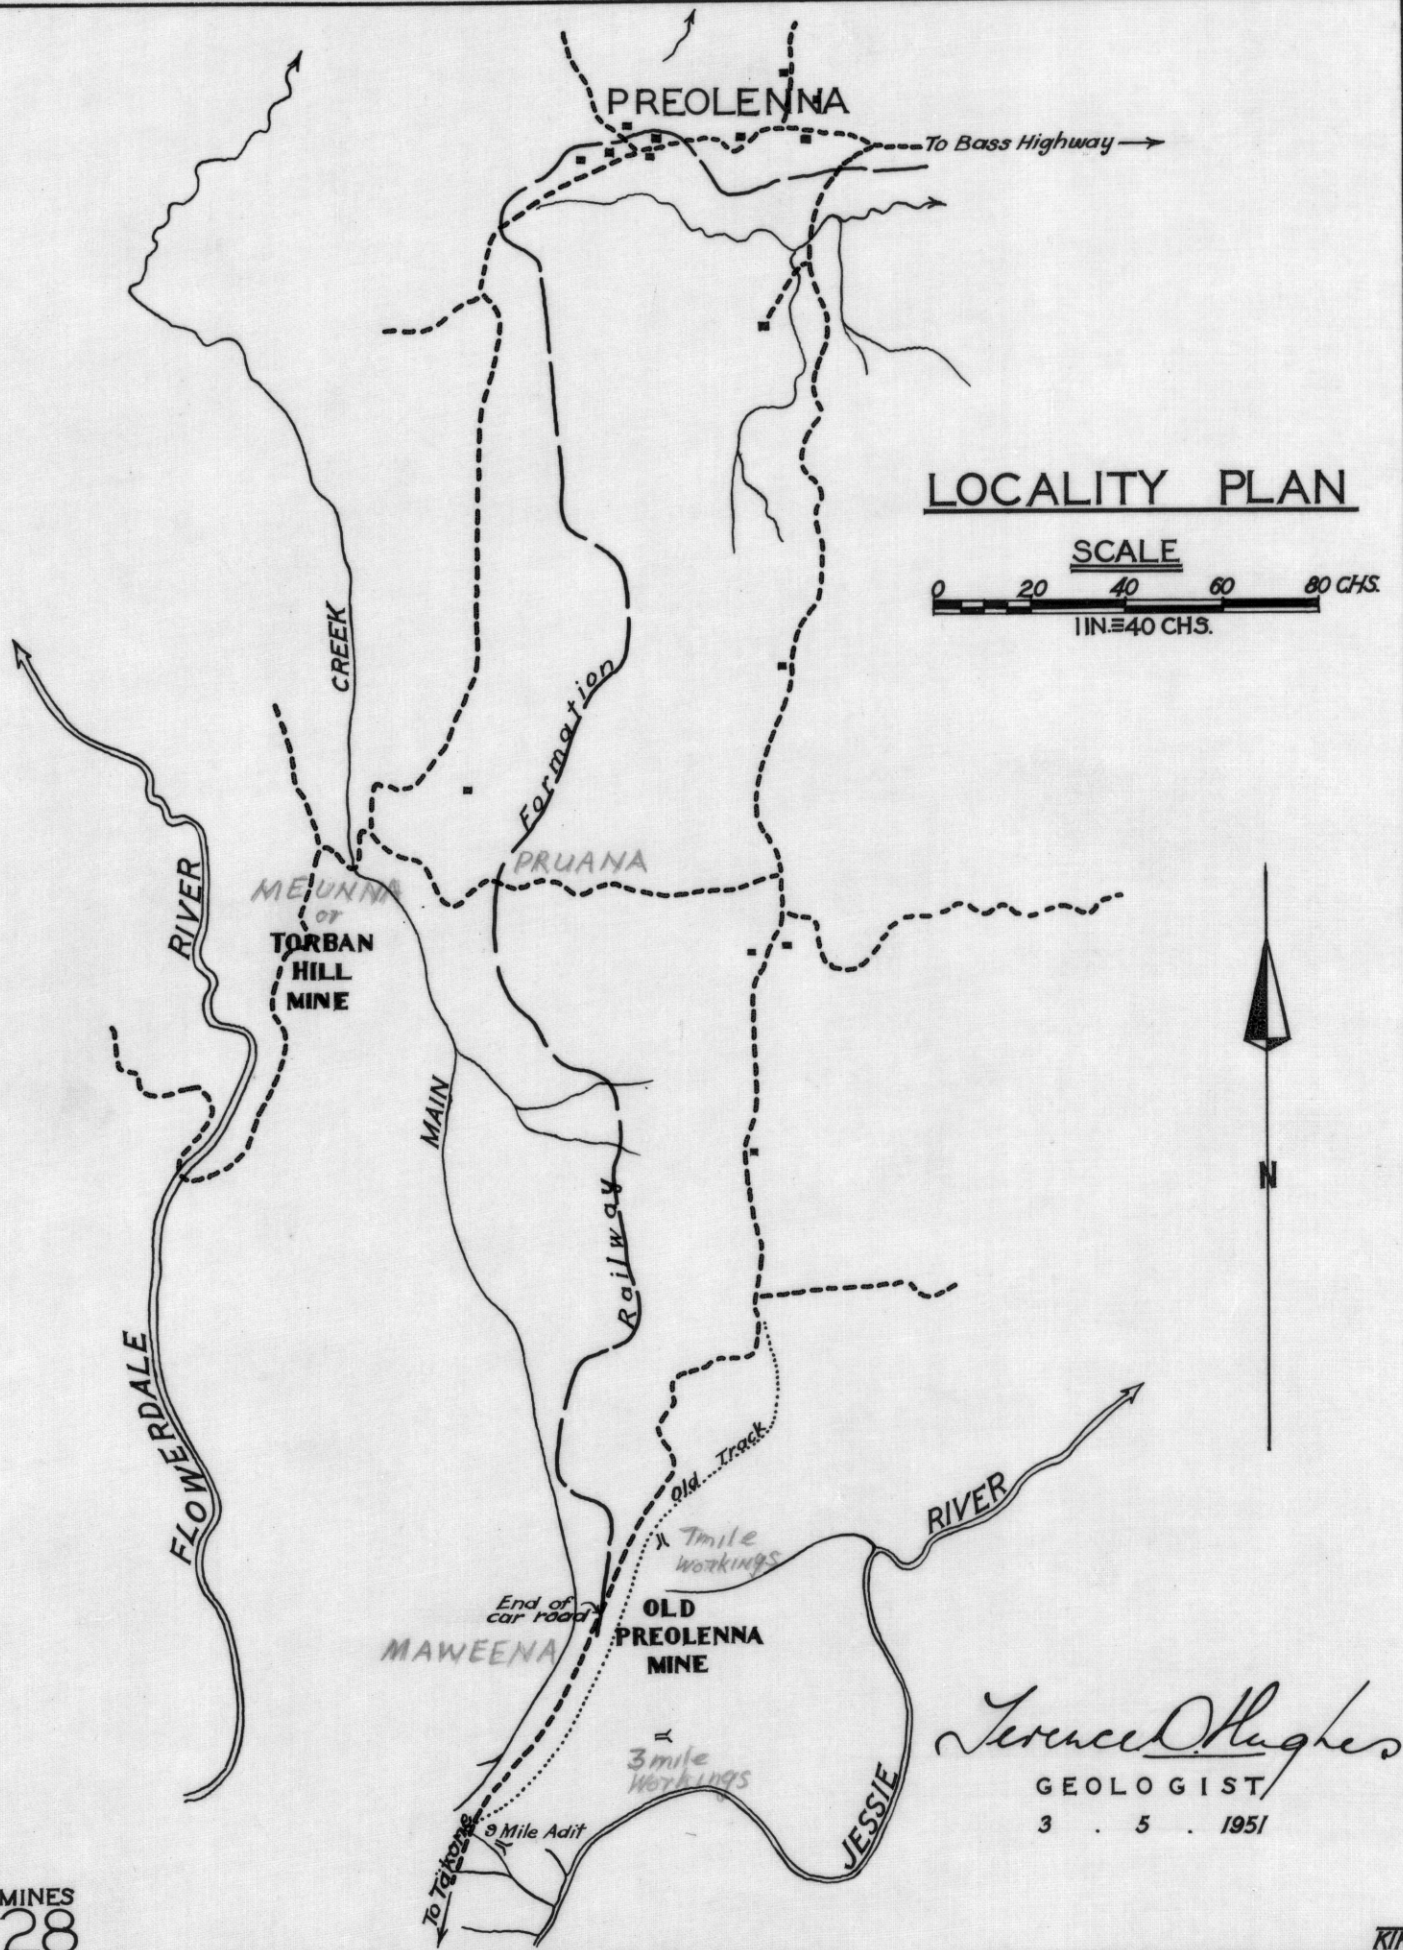 PREOLENNA
To Bass Highway
LOCALITY PLAN
SCALE
0 20 40 60 80 CHS.
1 IN.≡40 CHS.
CREEK
Formation
PRUANA
RIVER
MEUNNA
or
TORBAN
HILL
MINE
MAIN
N
Railway
FLOWERDALE
Old Track
RIVER
7mile
workings
End of
car road
OLD
PREOLENNA
MINE
MAWEENA
3 mile
Workings
JESSIE
Terence D Hughes
GEOLOGIST
3 . 5 . 1951
9 Mile Adit
To Takone
MINES
28